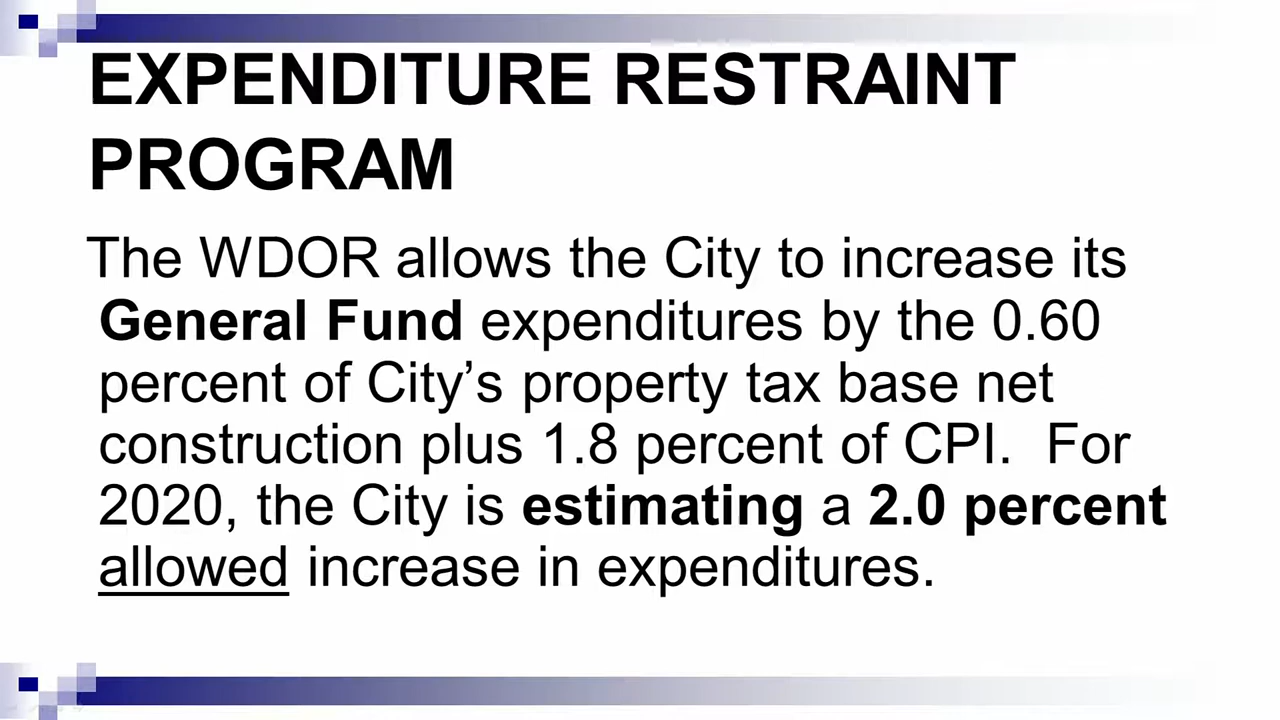 EXPENDITURE RESTRAINT
PROGRAM
The WDOR allows the City to increase its
General Fund expenditures by the 0.60
percent of City’s property tax base net
construction plus 1.8 percent of CPI.  For
2020, the City is estimating a 2.0 percent
allowed increase in expenditures.